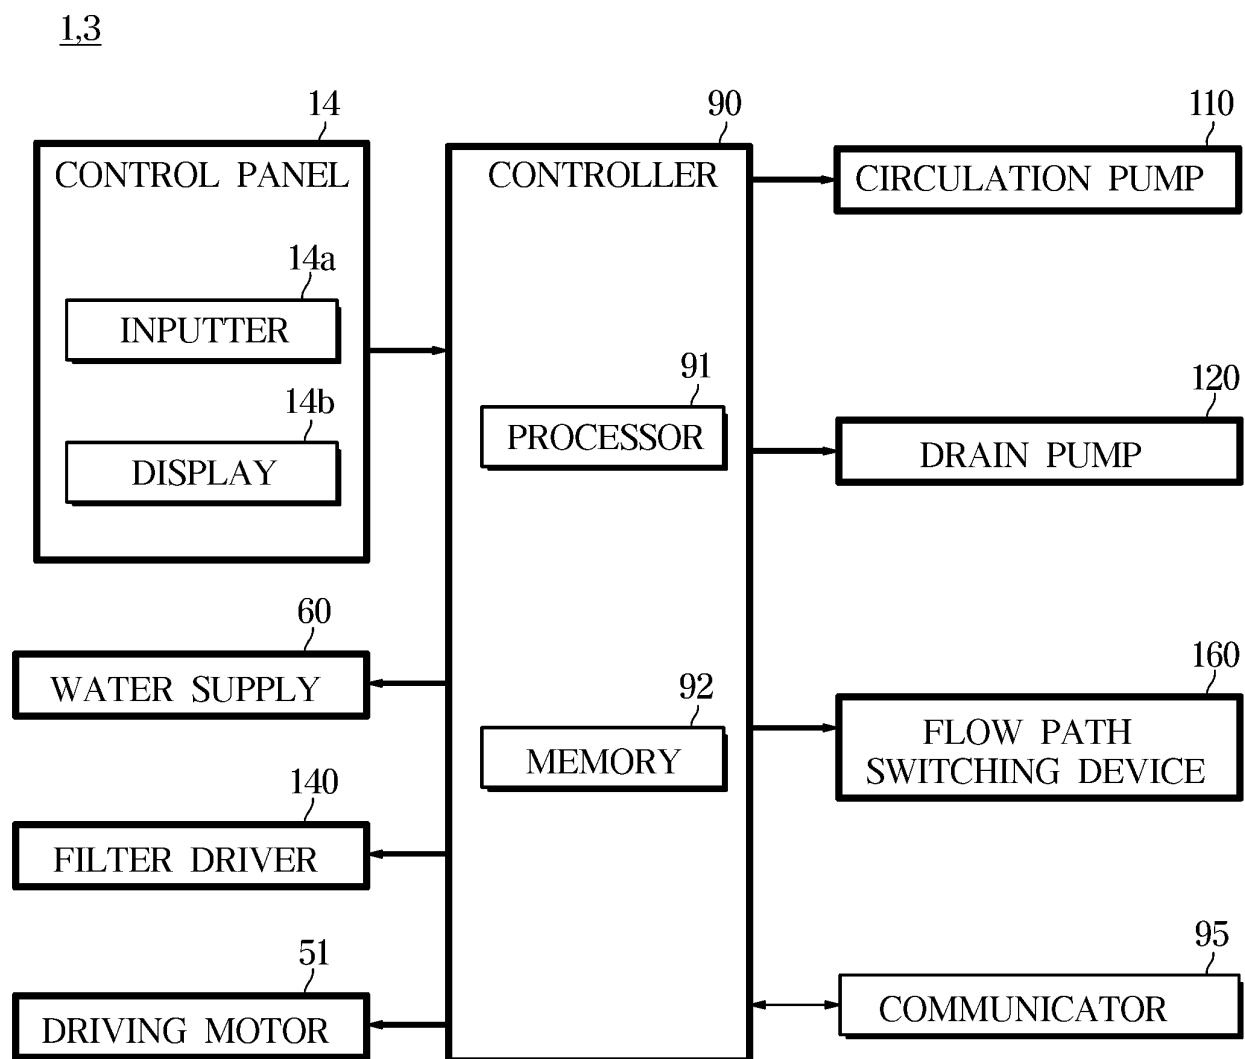 1,3
14
CONTROL PANEL
14a
INPUTTER
14b
DISPLAY
60
WATER SUPPLY
140
FILTER DRIVER
51
DRIVING MOTOR
90
CONTROLLER
91
PROCESSOR
92
MEMORY
110
CIRCULATION PUMP
120
DRAIN PUMP
160
FLOW PATH
SWITCHING DEVICE
95
COMMUNICATOR